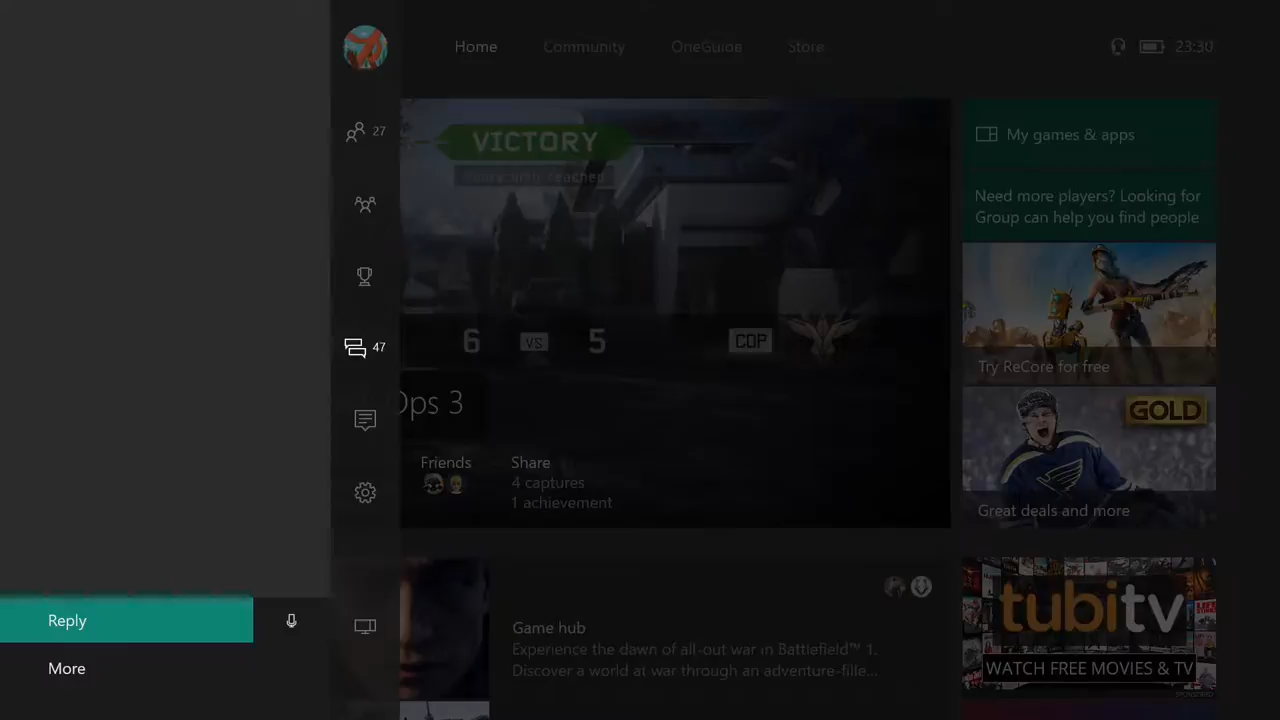 Home
Community
OneGuide
Store
23:30
27
47
VICTORY
6
VS
5
COP
Ops 3
Friends
Share
4 captures
1 achievement
My games & apps
Need more players? Looking for
Group can help you find people
Try ReCore for free
GOLD
Great deals and more
Game hub
Experience the dawn of all-out war in Battlefield™ 1.
Discover a world at war through an adventure-fille...
tubitv
WATCH FREE MOVIES & TV
SPONSORED
Reply
More